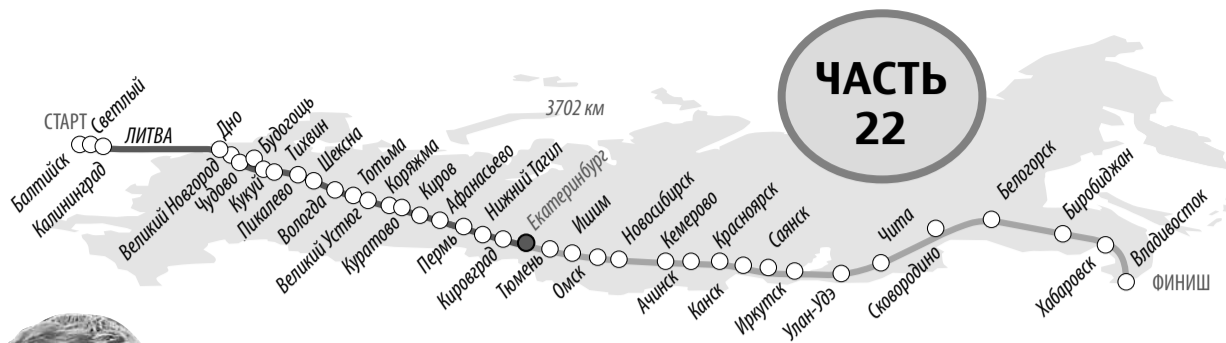 ЧАСТЬ
22
3702 км
СТАРТ
Балтийск
Светлый
Калининград
ЛИТВА
Дно
Великий Новгород
Чудово
Будогощь
Кукуй
Тихвин
Пикалево
Шексна
Вологда
Тотьма
Великий Устюг
Коряжма
Куратово
Киров
Афанасьево
Пермь
Нижний Тагил
Кировград
Екатеринбург
Тюмень
Ишим
Омск
Новосибирск
Кемерово
Ачинск
Красноярск
Канск
Саянск
Иркутск
Улан-Удэ
Чита
Сковородино
Белогорск
Биробиджан
Хабаровск
Владивосток
ФИНИШ